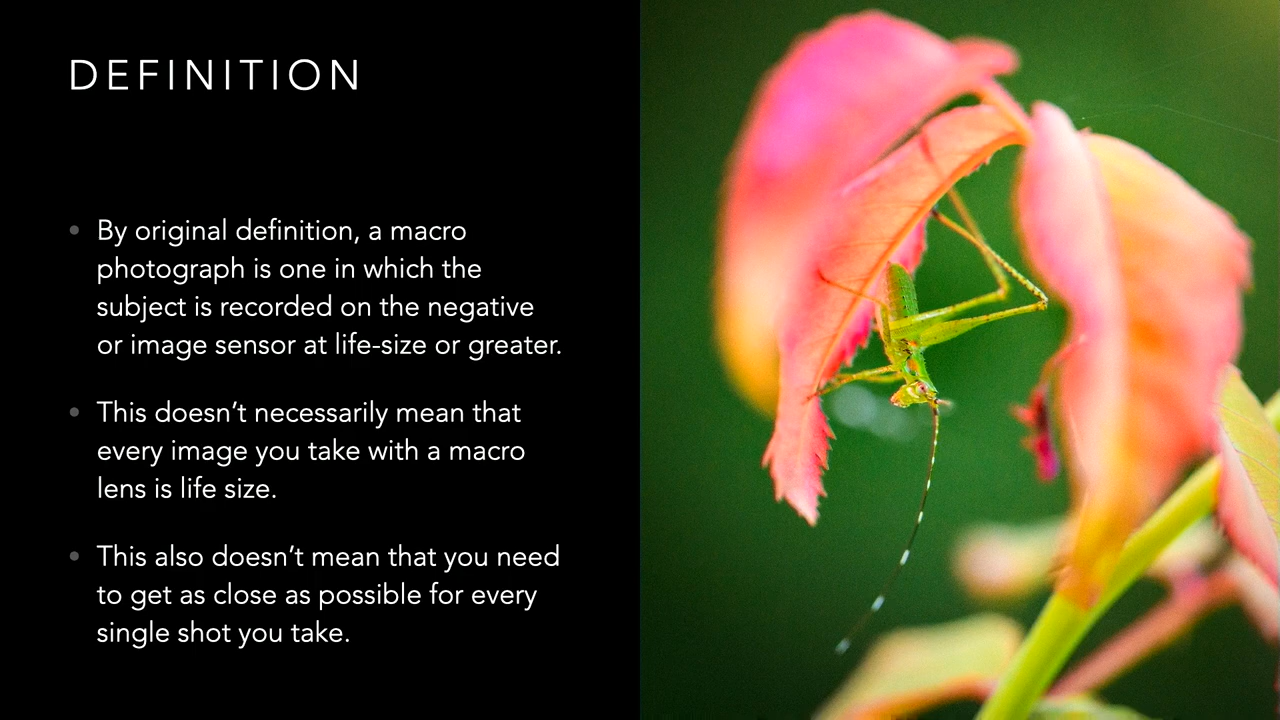 DEFINITION
• By original definition, a macro
photograph is one in which the
subject is recorded on the negative
or image sensor at life-size or greater.
• This doesn’t necessarily mean that
every image you take with a macro
lens is life size.
• This also doesn’t mean that you need
to get as close as possible for every
single shot you take.